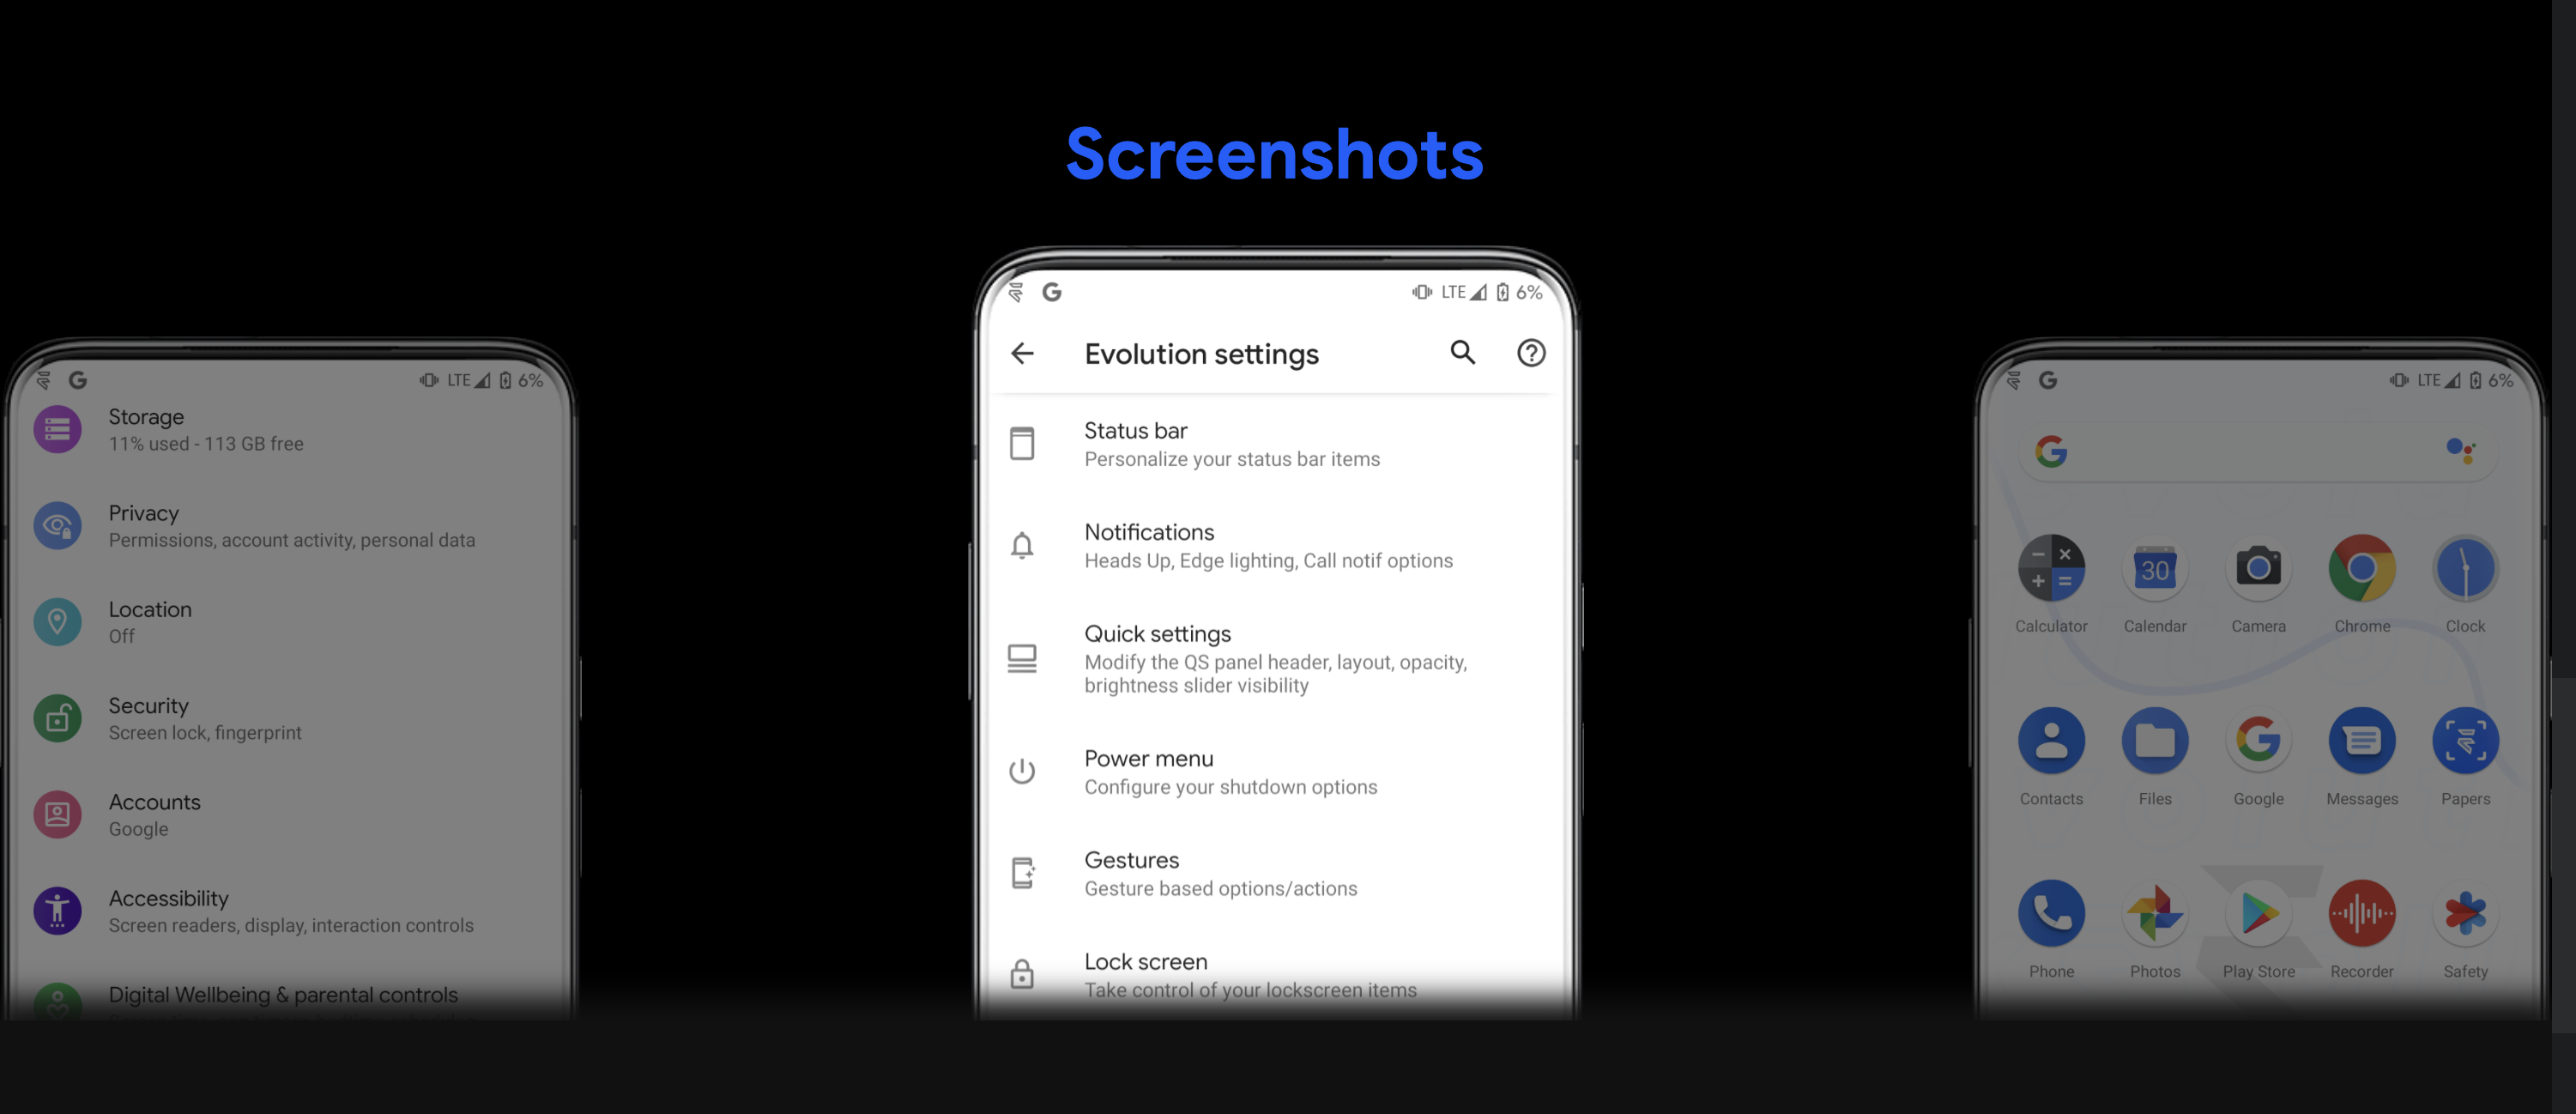 Screenshots
LTE 6%
Storage
11% used - 113 GB free
Privacy
Permissions, account activity, personal data
Location
Off
Security
Screen lock, fingerprint
Accounts
Google
Accessibility
Screen readers, display, interaction controls
Digital Wellbeing & parental controls
G LTE 6%
Evolution settings
Status bar
Personalize your status bar items
Notifications
Heads Up, Edge lighting, Call notif options
Quick settings
Modify the QS panel header, layout, opacity,
brightness slider visibility
Power menu
Configure your shutdown options
Gestures
Gesture based options/actions
Lock screen
Take control of your lockscreen items
LTE 6%
30
Calculator Calendar Camera Chrome Clock
Contacts Files Google Messages Papers
Phone Photos Play Store Recorder Safety